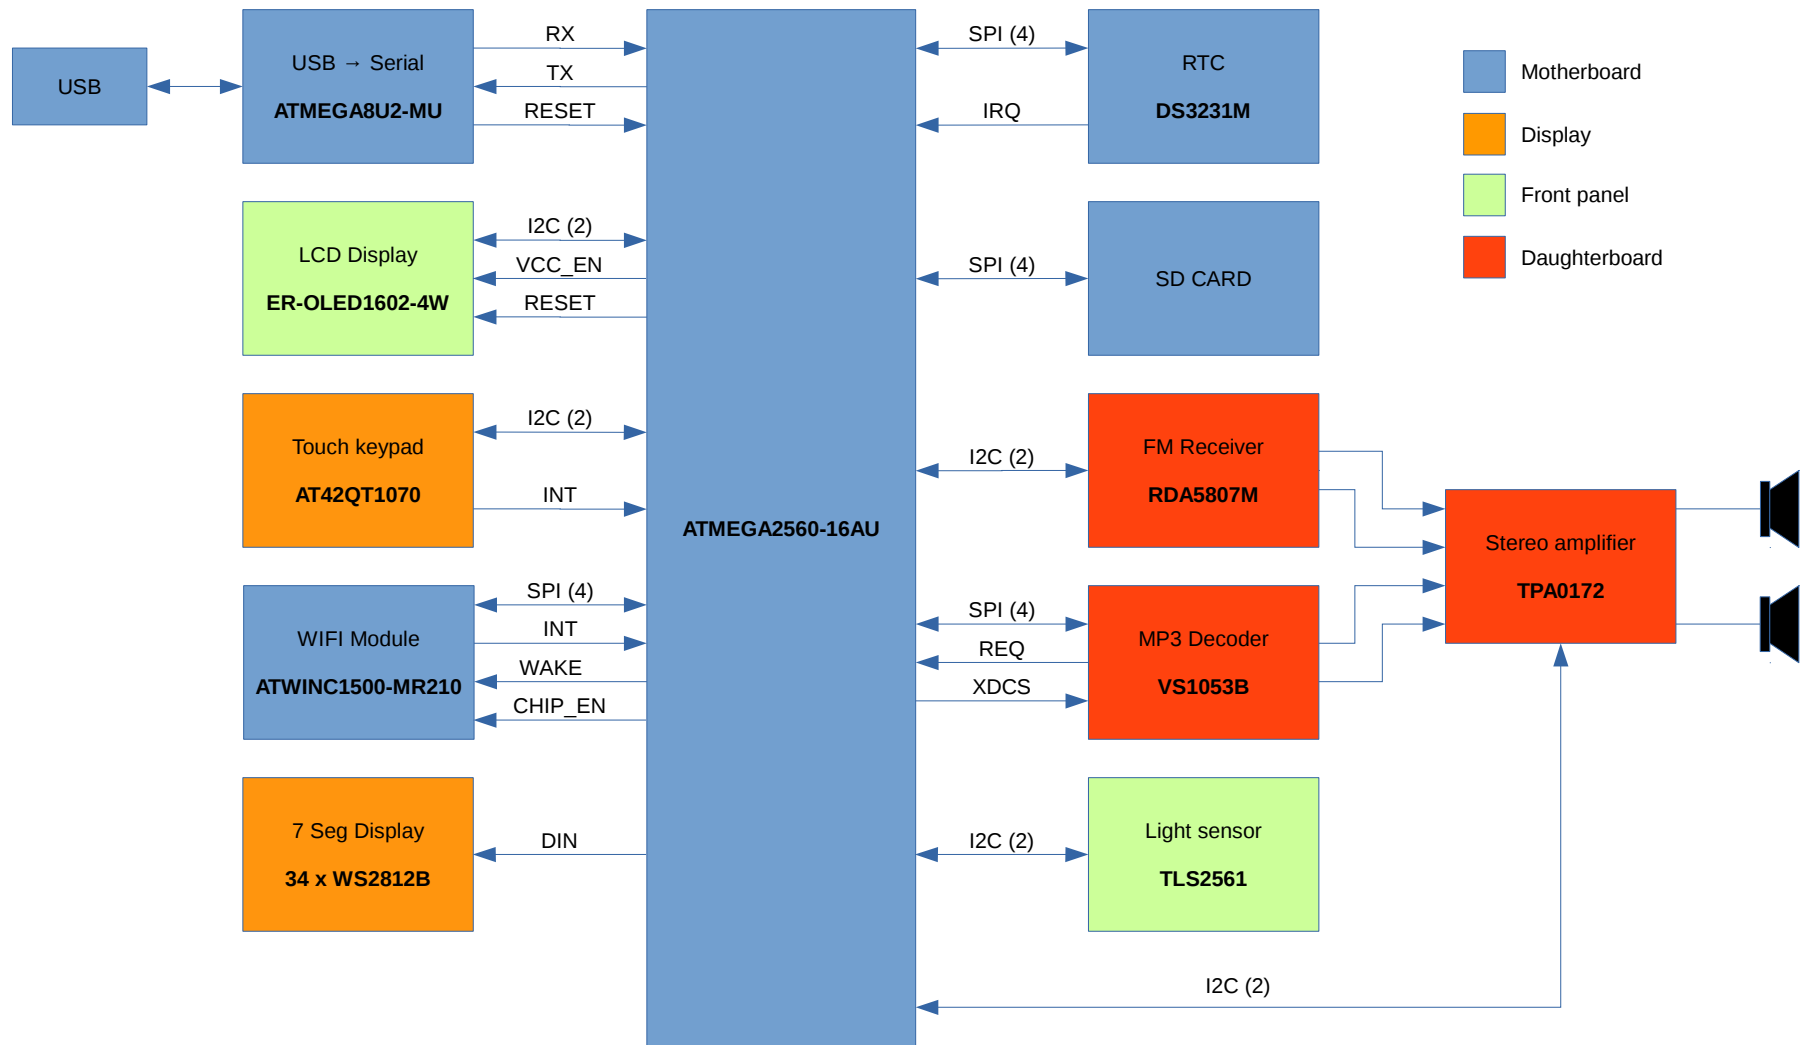 USB
USB → Serial
ATMEGA8U2-MU
RX
TX
RESET
LCD Display
ER-OLED1602-4W
I2C (2)
VCC_EN
RESET
Touch keypad
AT42QT1070
I2C (2)
INT
WIFI Module
ATWINC1500-MR210
SPI (4)
INT
WAKE
CHIP_EN
7 Seg Display
34 x WS2812B
DIN
ATMEGA2560-16AU
SPI (4)
IRQ
RTC
DS3231M
SPI (4)
SD CARD
I2C (2)
FM Receiver
RDA5807M
SPI (4)
REQ
XDCS
MP3 Decoder
VS1053B
I2C (2)
Light sensor
TLS2561
I2C (2)
Stereo amplifier
TPA0172
Motherboard
Display
Front panel
Daughterboard